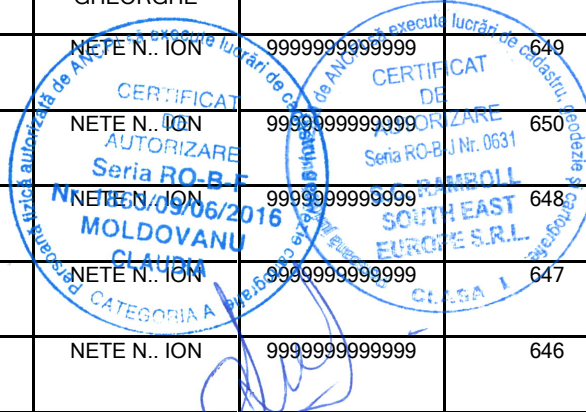 GHEORGHE
NETE N.. ION 9999999999999 649
NETE N.. ION 9999999999999 650
NETE N.. ION 9999999999999 648
NETE N.. ION 9999999999999 647
NETE N.. ION 9999999999999 646
Persoană fizică autorizată de ANCPI să execute lucrări de
cartografie
CERTIFICAT
DE
AUTORIZARE
Seria RO-B-F
Nr. 1860/09/06/2016
MOLDOVANU
CLAUDIA
CATEGORIA A
de ANCPI să execute lucrări de cadastru, geodezie și cartografie
CERTIFICAT
DE
AUTORIZARE
Seria RO-B-J Nr. 0631
S.C. RAMBOLL
SOUTH EAST
EUROPE S.R.L.
CLASA I